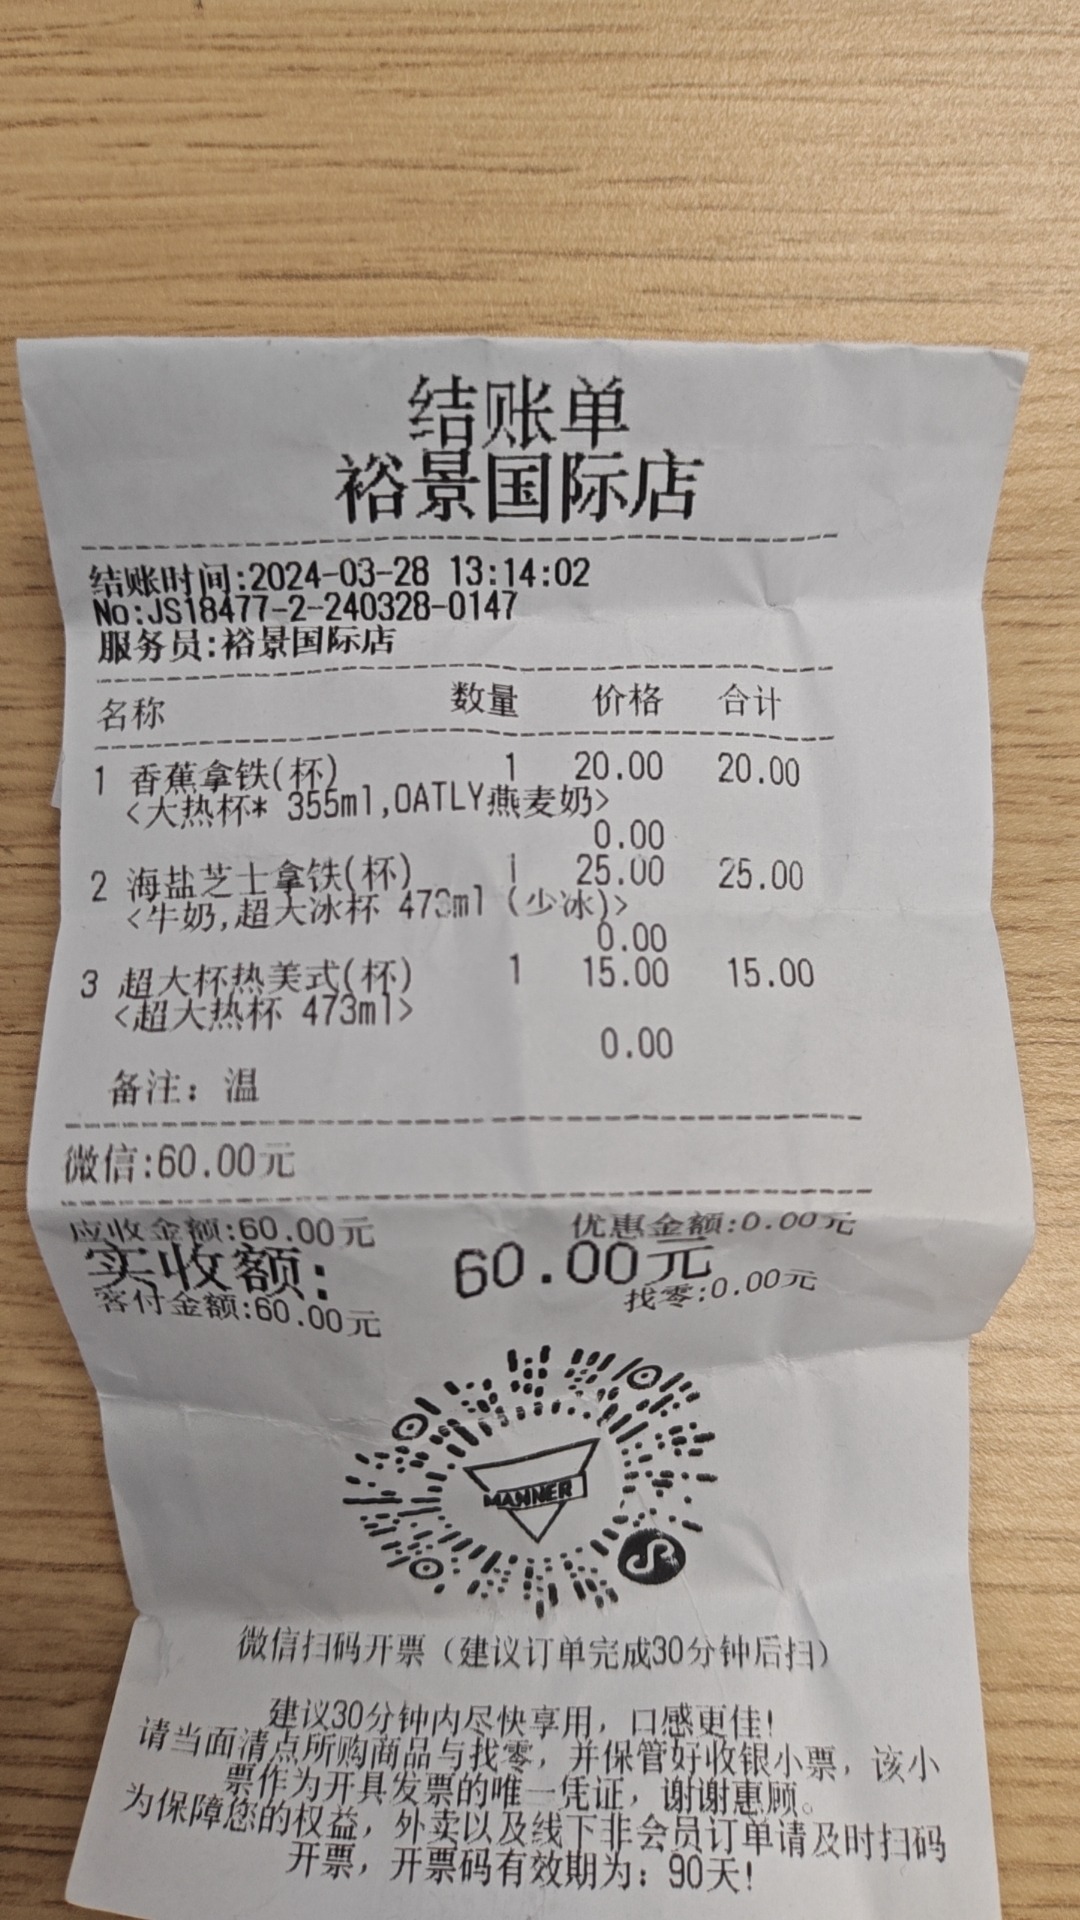 结账单
裕景国际店
结账时间:2024-03-28 13:14:02
No:JS18477-2-240328-0147
服务员:裕景国际店
名称 数量 价格 合计
1 香蕉拿铁(杯) 1 20.00 20.00
<大热杯* 355ml,OATLY燕麦奶>
0.00
2 海盐芝士拿铁(杯) 1 25.00 25.00
<牛奶,超大冰杯 473ml (少冰)>
0.00
3 超大杯热美式(杯) 1 15.00 15.00
<超大热杯 473ml>
0.00
备注: 温
微信:60.00元
应收金额:60.00元 优惠金额:0.00元
实收额: 60.00元
客付金额:60.00元 找零:0.00元
MANNER
微信扫码开票（建议订单完成30分钟后扫）
建议30分钟内尽快享用，口感更佳!
请当面清点所购商品与找零，并保管好收银小票，该小
票作为开具发票的唯一凭证，谢谢惠顾。
为保障您的权益，外卖以及线下非会员订单请及时扫码
开票，开票码有效期为: 90天!